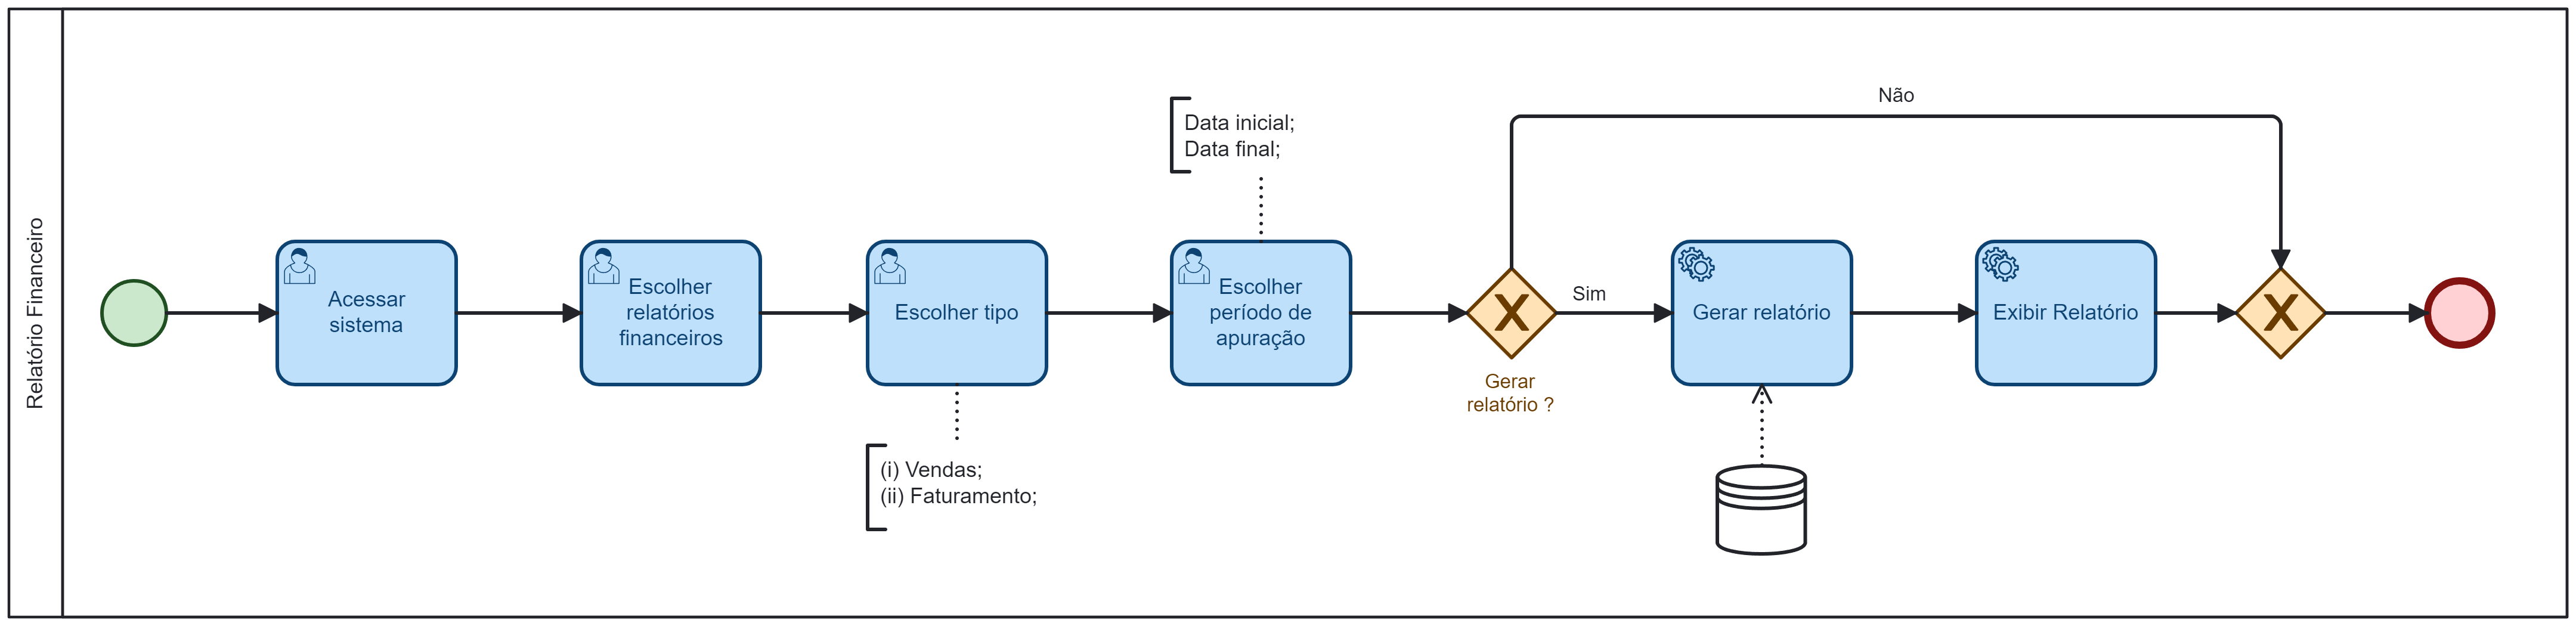 Relatório Financeiro
Acessar
sistema
Escolher
relatórios
financeiros
Escolher tipo
(i) Vendas;
(ii) Faturamento;
Data inicial;
Data final;
Escolher
período de
apuração
Gerar
relatório ?
Não
Sim
Gerar relatório
Exibir Relatório